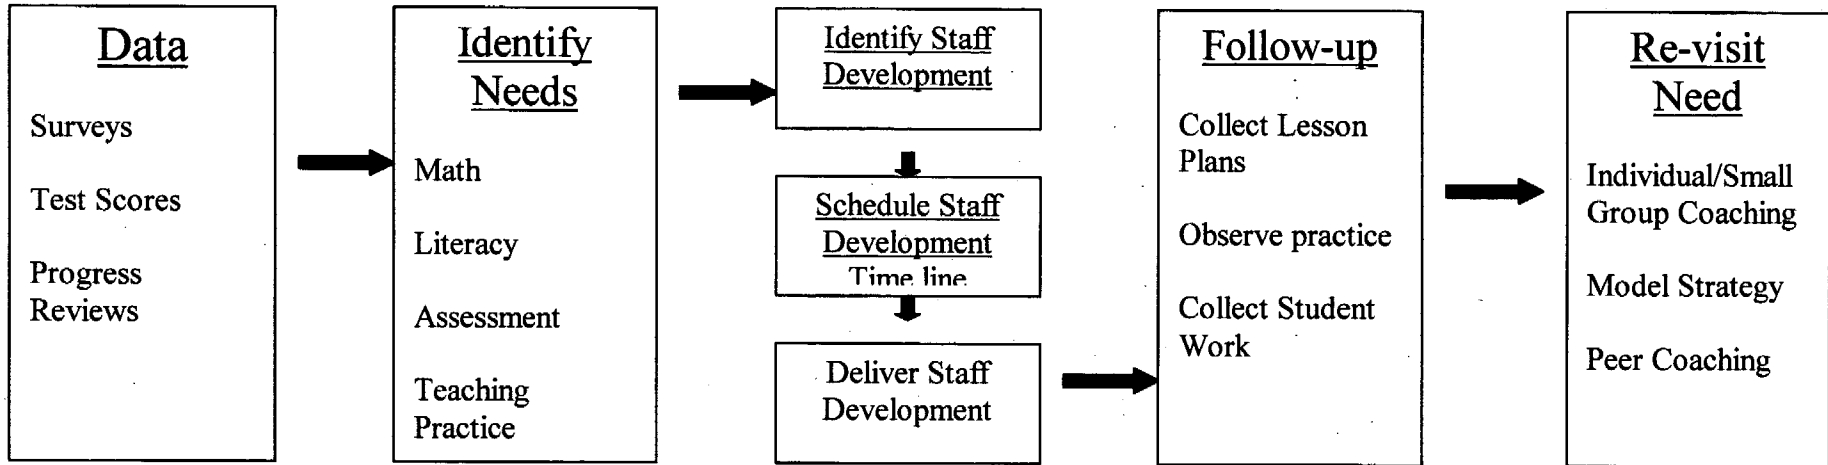 Data
Surveys
Test Scores
Progress
Reviews
Identify
Needs
Math
Literacy
Assessment
Teaching
Practice
Identify Staff
Development
Schedule Staff
Development
Time line
Deliver Staff
Development
Follow-up
Collect Lesson
Plans
Observe practice
Collect Student
Work
Re-visit
Need
Individual/Small
Group Coaching
Model Strategy
Peer Coaching